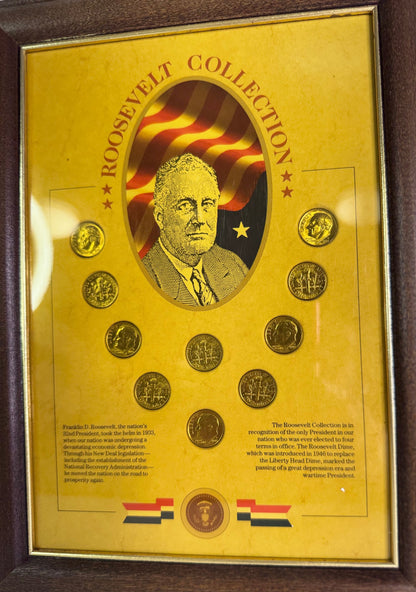 ★★ ROOSEVELT COLLECTION ★★
Franklin D. Roosevelt, the nation's
32nd President, took the helm in 1933,
when our nation was undergoing a
devastating economic depression.
Through his New Deal legislation—
including the establishment of the
National Recovery Administration—
he moved the nation on the road to
prosperity again.
The Roosevelt Collection is in
recognition of the only President in our
nation who was ever elected to four
terms in office. The Roosevelt Dime,
which was introduced in 1946 to replace
the Liberty Head Dime, marked the
passing of a great depression era and
wartime President.